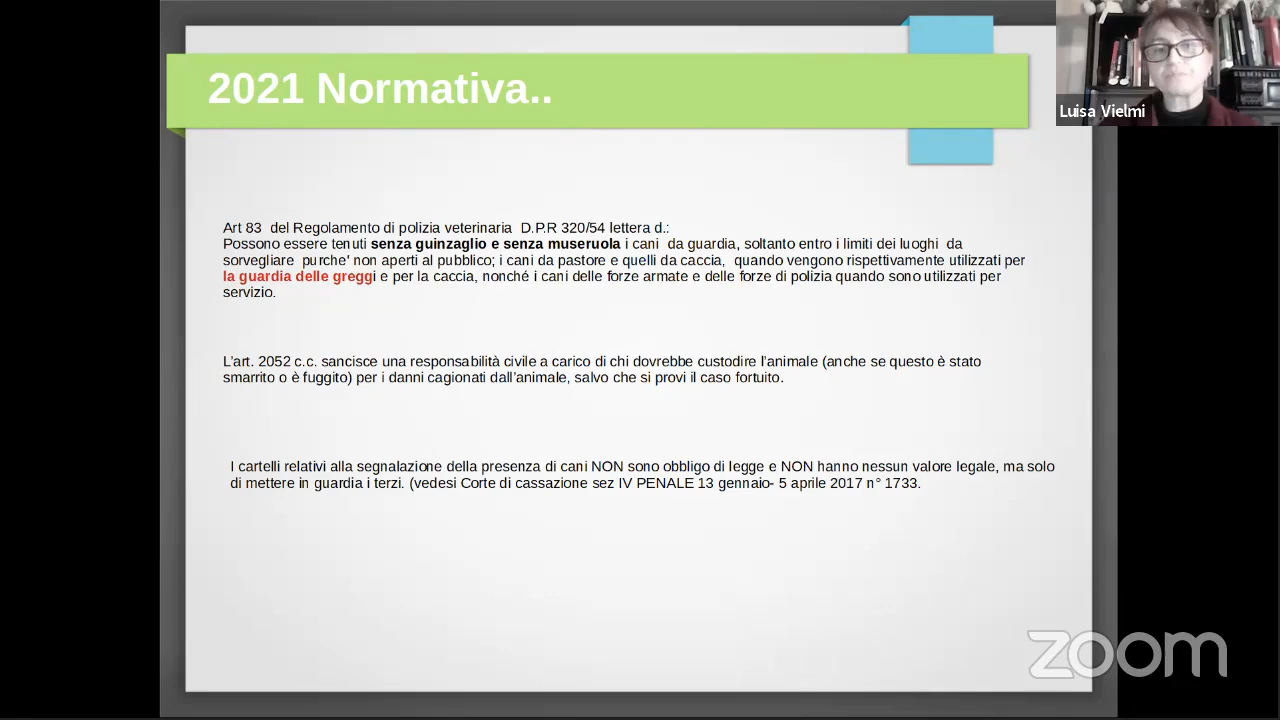 2021 Normativa..
Luisa Vielmi
Art 83 del Regolamento di polizia veterinaria D.P.R 320/54 lettera d.:
Possono essere tenuti senza guinzaglio e senza museruola i cani da guardia, soltanto entro i limiti dei luoghi da
sorvegliare purche' non aperti al pubblico; i cani da pastore e quelli da caccia, quando vengono rispettivamente utilizzati per
la guardia delle greggi e per la caccia, nonché i cani delle forze armate e delle forze di polizia quando sono utilizzati per
servizio.
L'art. 2052 c.c. sancisce una responsabilità civile a carico di chi dovrebbe custodire l'animale (anche se questo è stato
smarrito o è fuggito) per i danni cagionati dall'animale, salvo che si provi il caso fortuito.
I cartelli relativi alla segnalazione della presenza di cani NON sono obbligo di legge e NON hanno nessun valore legale, ma solo
di mettere in guardia i terzi. (vedesi Corte di cassazione sez IV PENALE 13 gennaio- 5 aprile 2017 n° 1733.
zoom